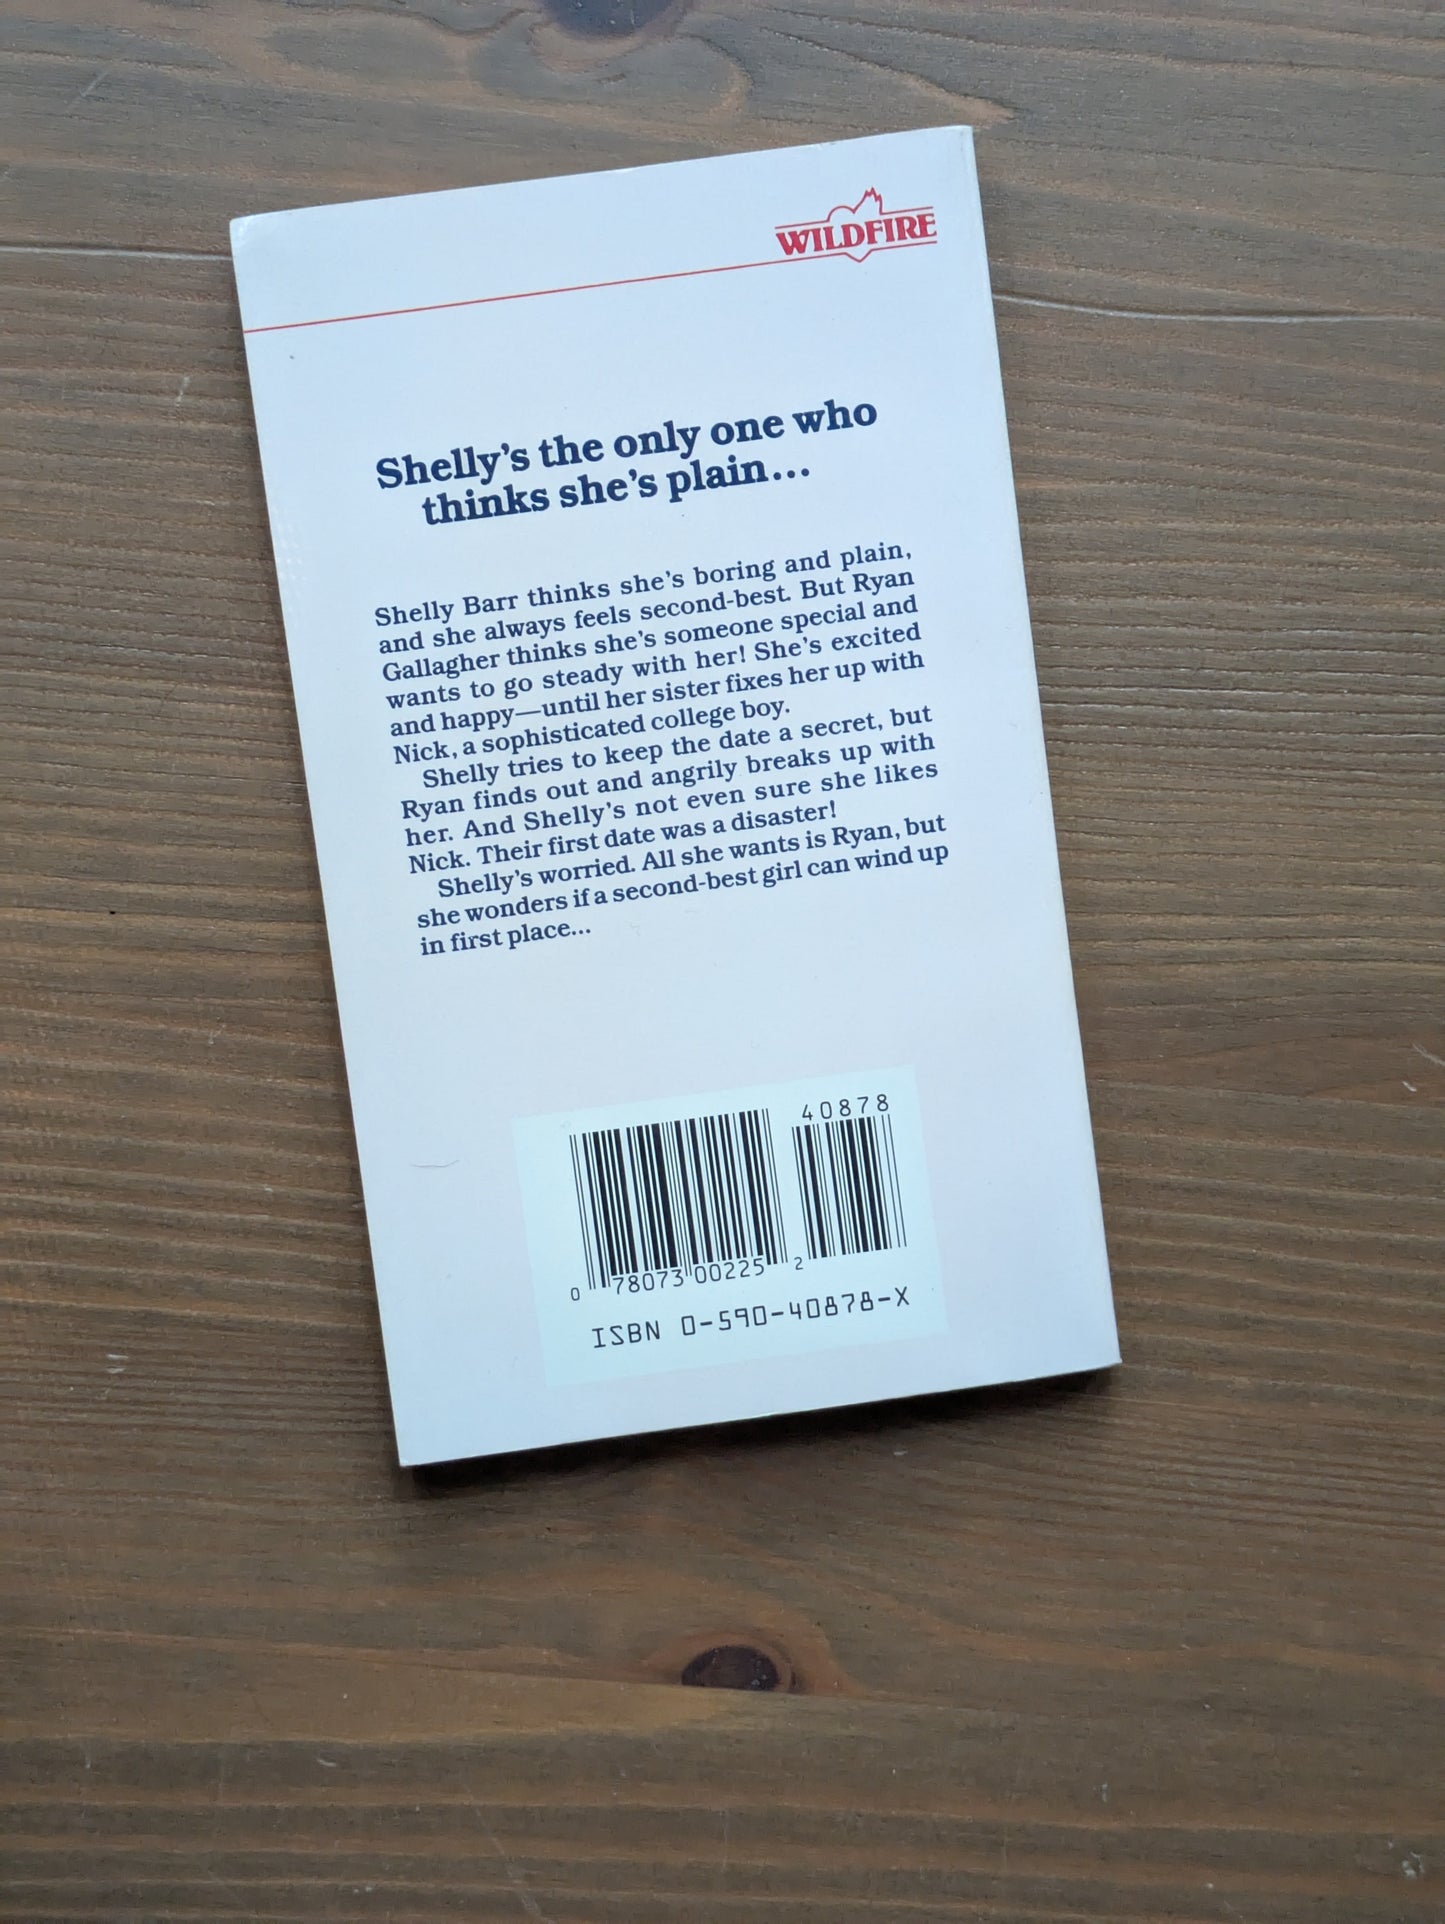 WILDFIRE
Shelly's the only one who
thinks she's plain...
Shelly Barr thinks she's boring and plain,
and she always feels second-best. But Ryan
Gallagher thinks she's someone special and
wants to go steady with her! She's excited
and happy—until her sister fixes her up with
Nick, a sophisticated college boy.
Shelly tries to keep the date a secret, but
Ryan finds out and angrily breaks up with
her. And Shelly's not even sure she likes
Nick. Their first date was a disaster!
Shelly's worried. All she wants is Ryan, but
she wonders if a second-best girl can wind up
in first place...
40878
0 78073 00225 2
ISBN 0-590-40878-X